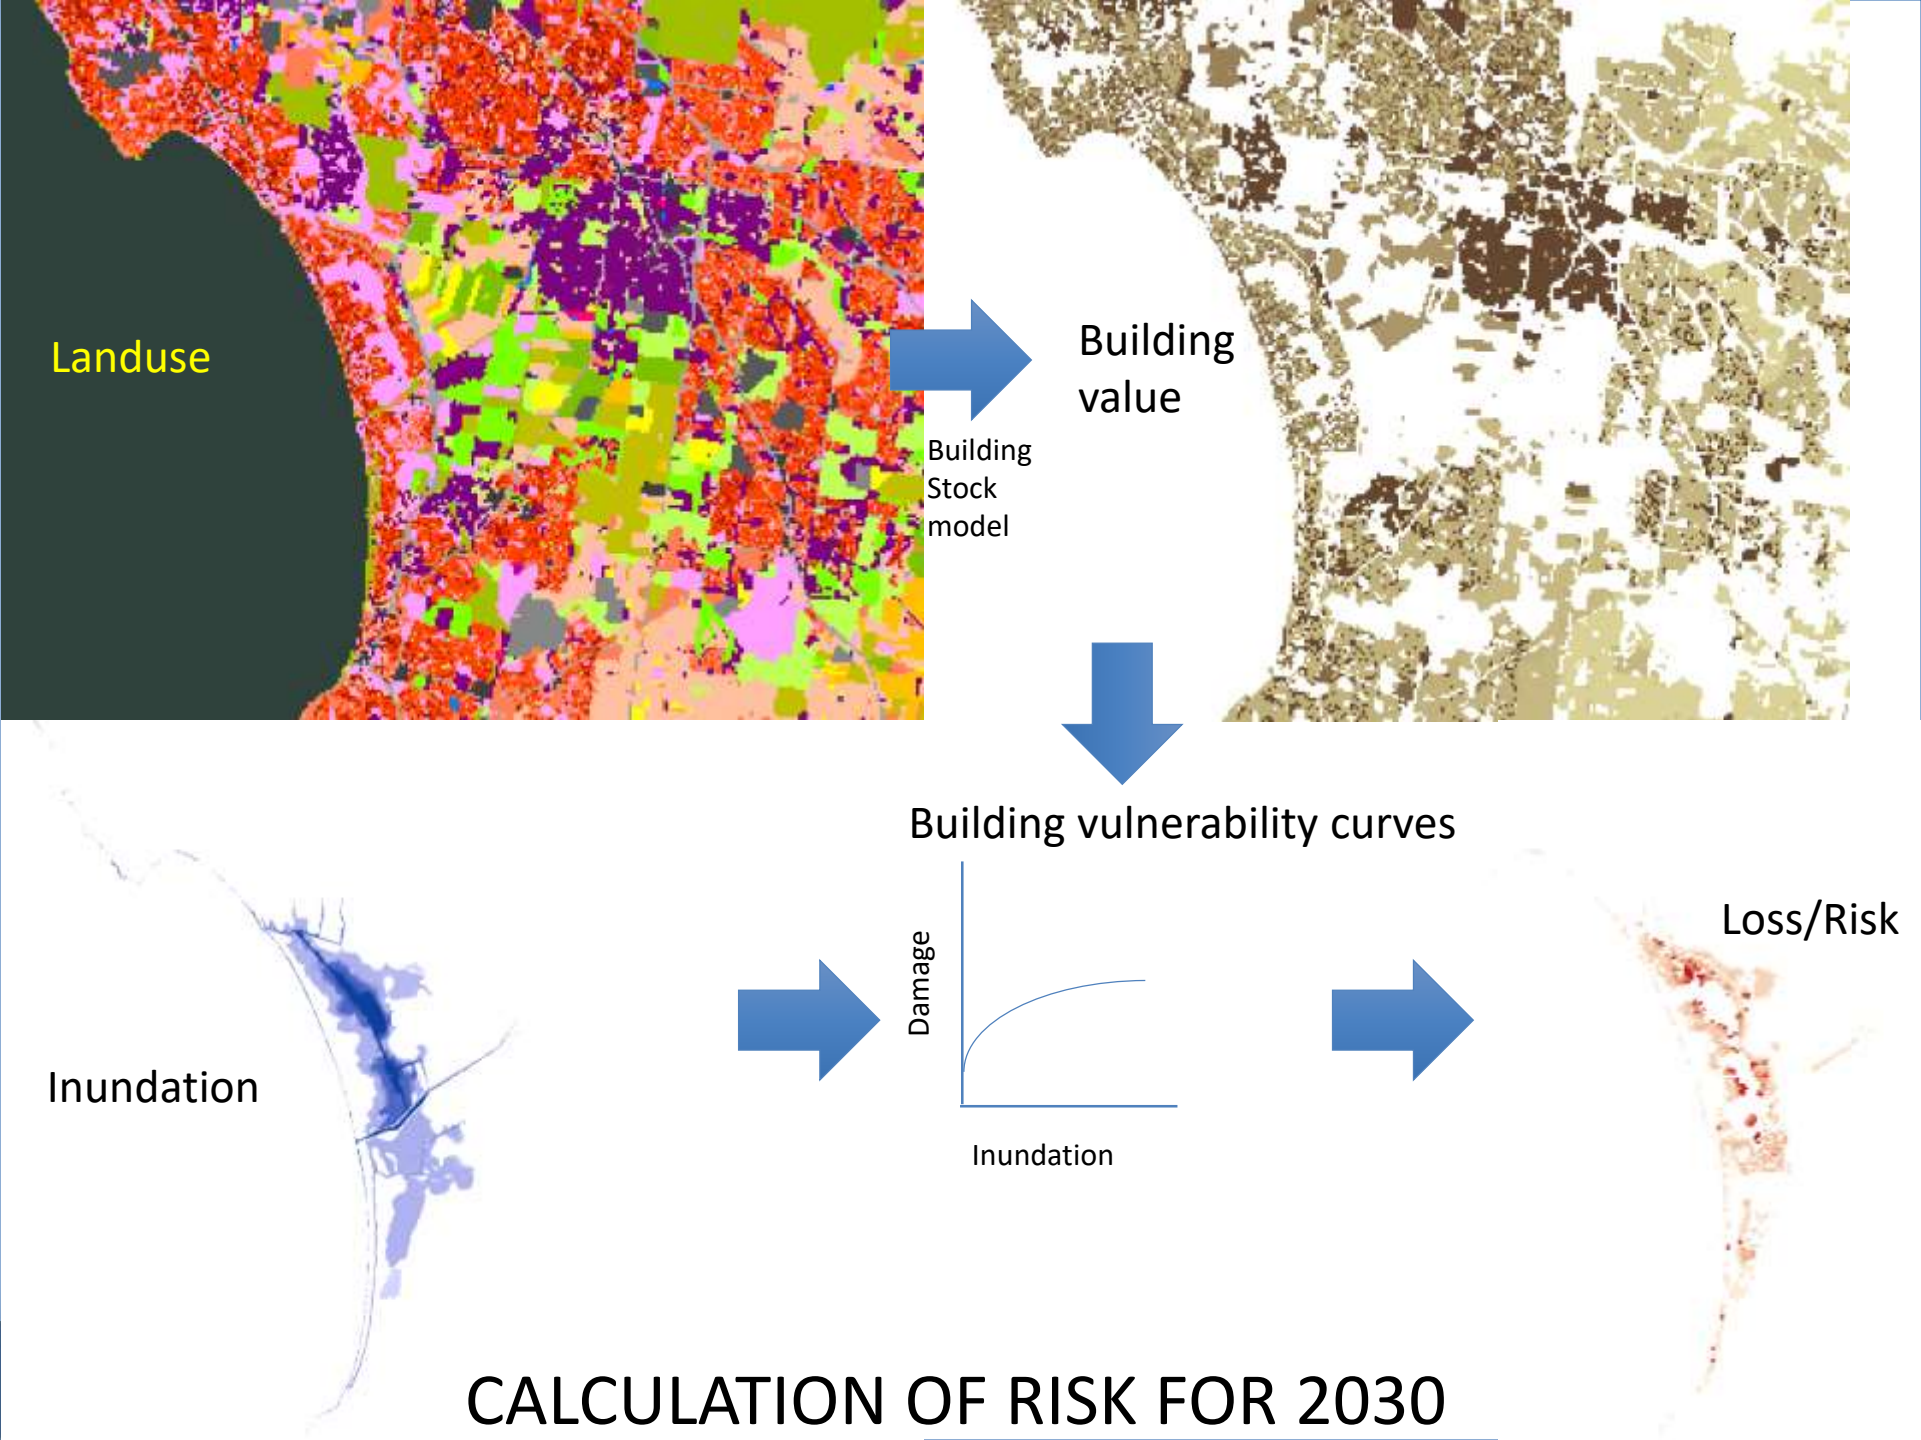 Landuse
Building
value
Building
Stock
model
Building vulnerability curves
Damage
Inundation
Loss/Risk
Inundation
CALCULATION OF RISK FOR 2030